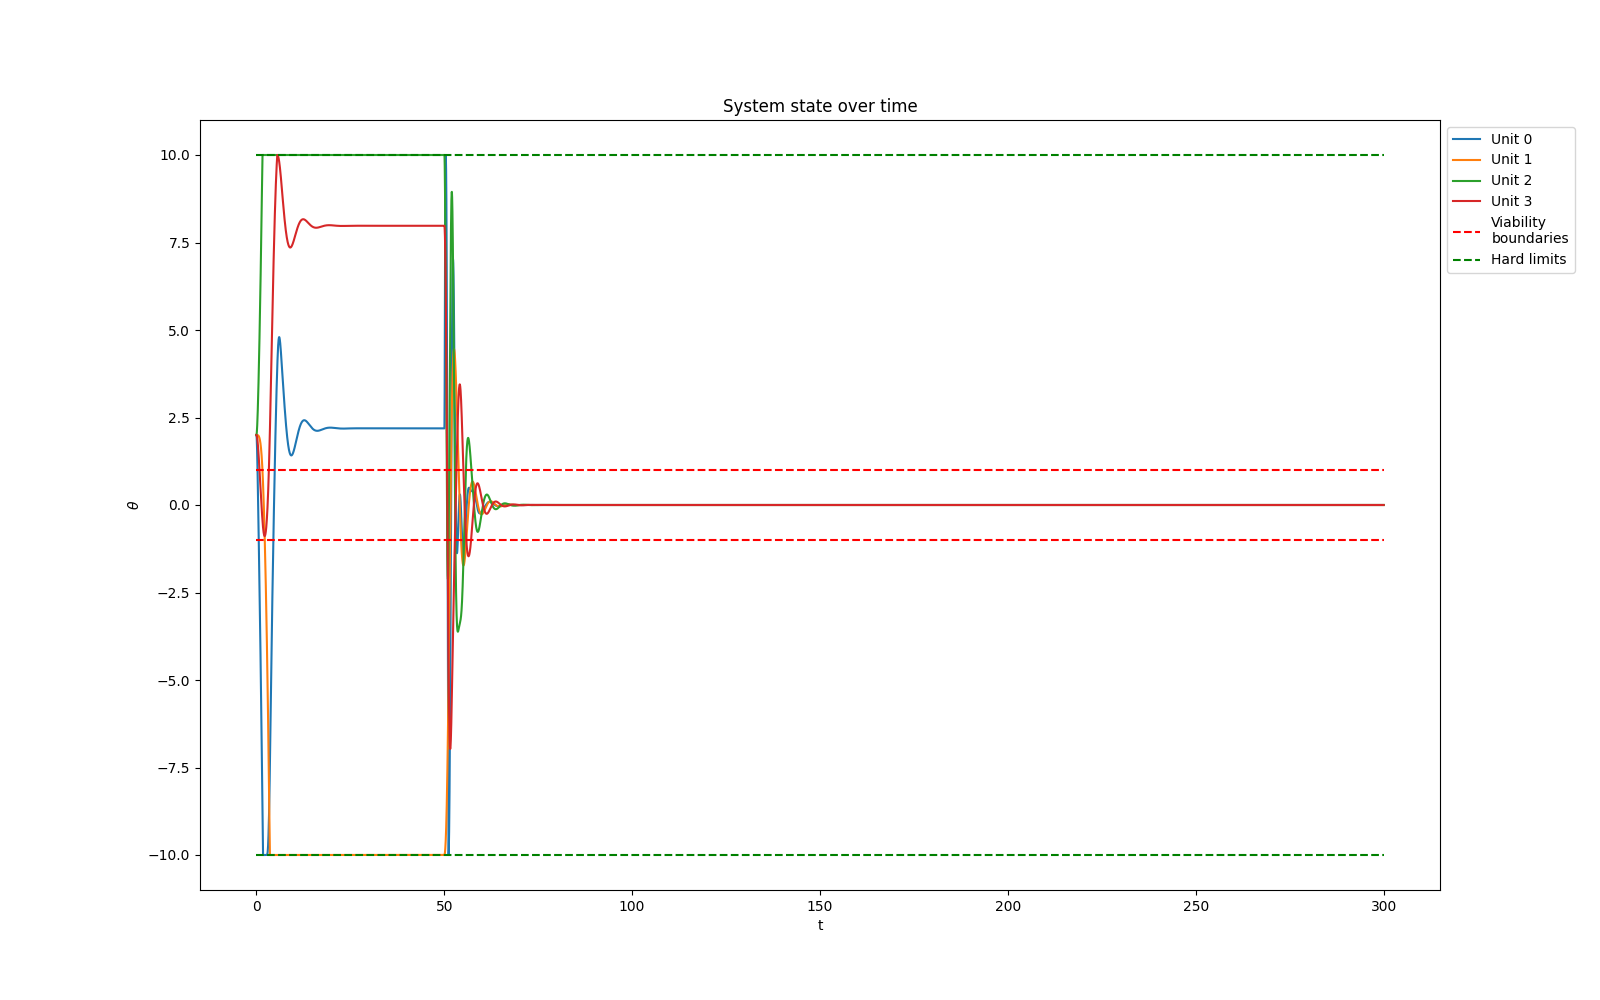 System state over time
10.0
7.5
5.0
2.5
0.0
−2.5
−5.0
−7.5
−10.0
θ
0
50
100
150
200
250
300
t
Unit 0
Unit 1
Unit 2
Unit 3
Viability
boundaries
Hard limits